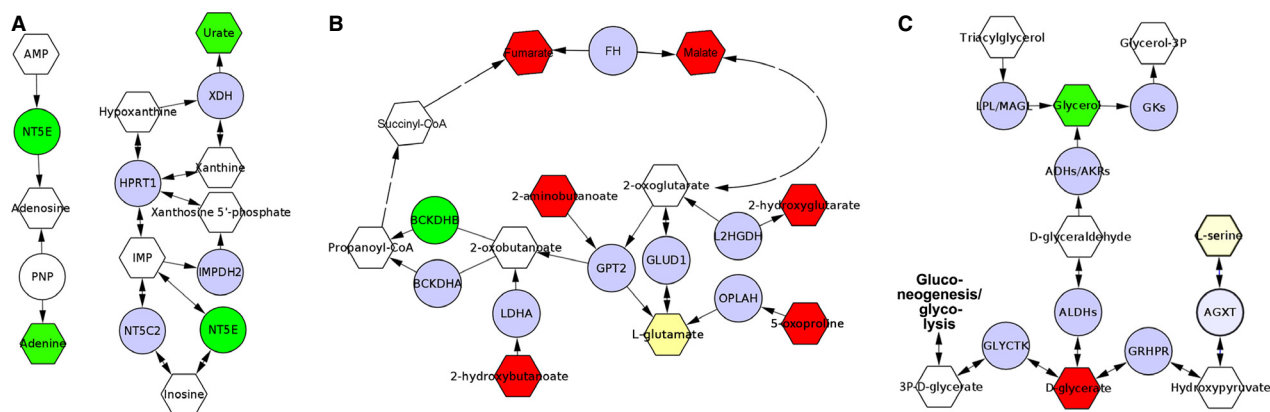 A
AMP
NT5E
Adenosine
PNP
Adenine
Urate
XDH
Hypoxanthine
Xanthine
HPRT1
Xanthosine 5'-phosphate
IMP
IMPDH2
NT5C2
NT5E
Inosine
B
Fumarate
FH
Malate
Succinyl-CoA
2-aminobutanoate
2-oxoglutarate
2-hydroxyglutarate
BCKDHB
Propanoyl-CoA
2-oxobutanoate
L2HGDH
GPT2
GLUD1
BCKDHA
OPLAH
LDHA
L-glutamate
5-oxoproline
2-hydroxybutanoate
C
Triacylglycerol
Glycerol-3P
LPL/MAGL
Glycerol
GKs
ADHs/AKRs
D-glyceraldehyde
L-serine
Gluco-
neogenesis/
glyco-
lysis
ALDHs
AGXT
GLYCTK
GRHPR
3P-D-glycerate
D-glycerate
Hydroxypyruvate